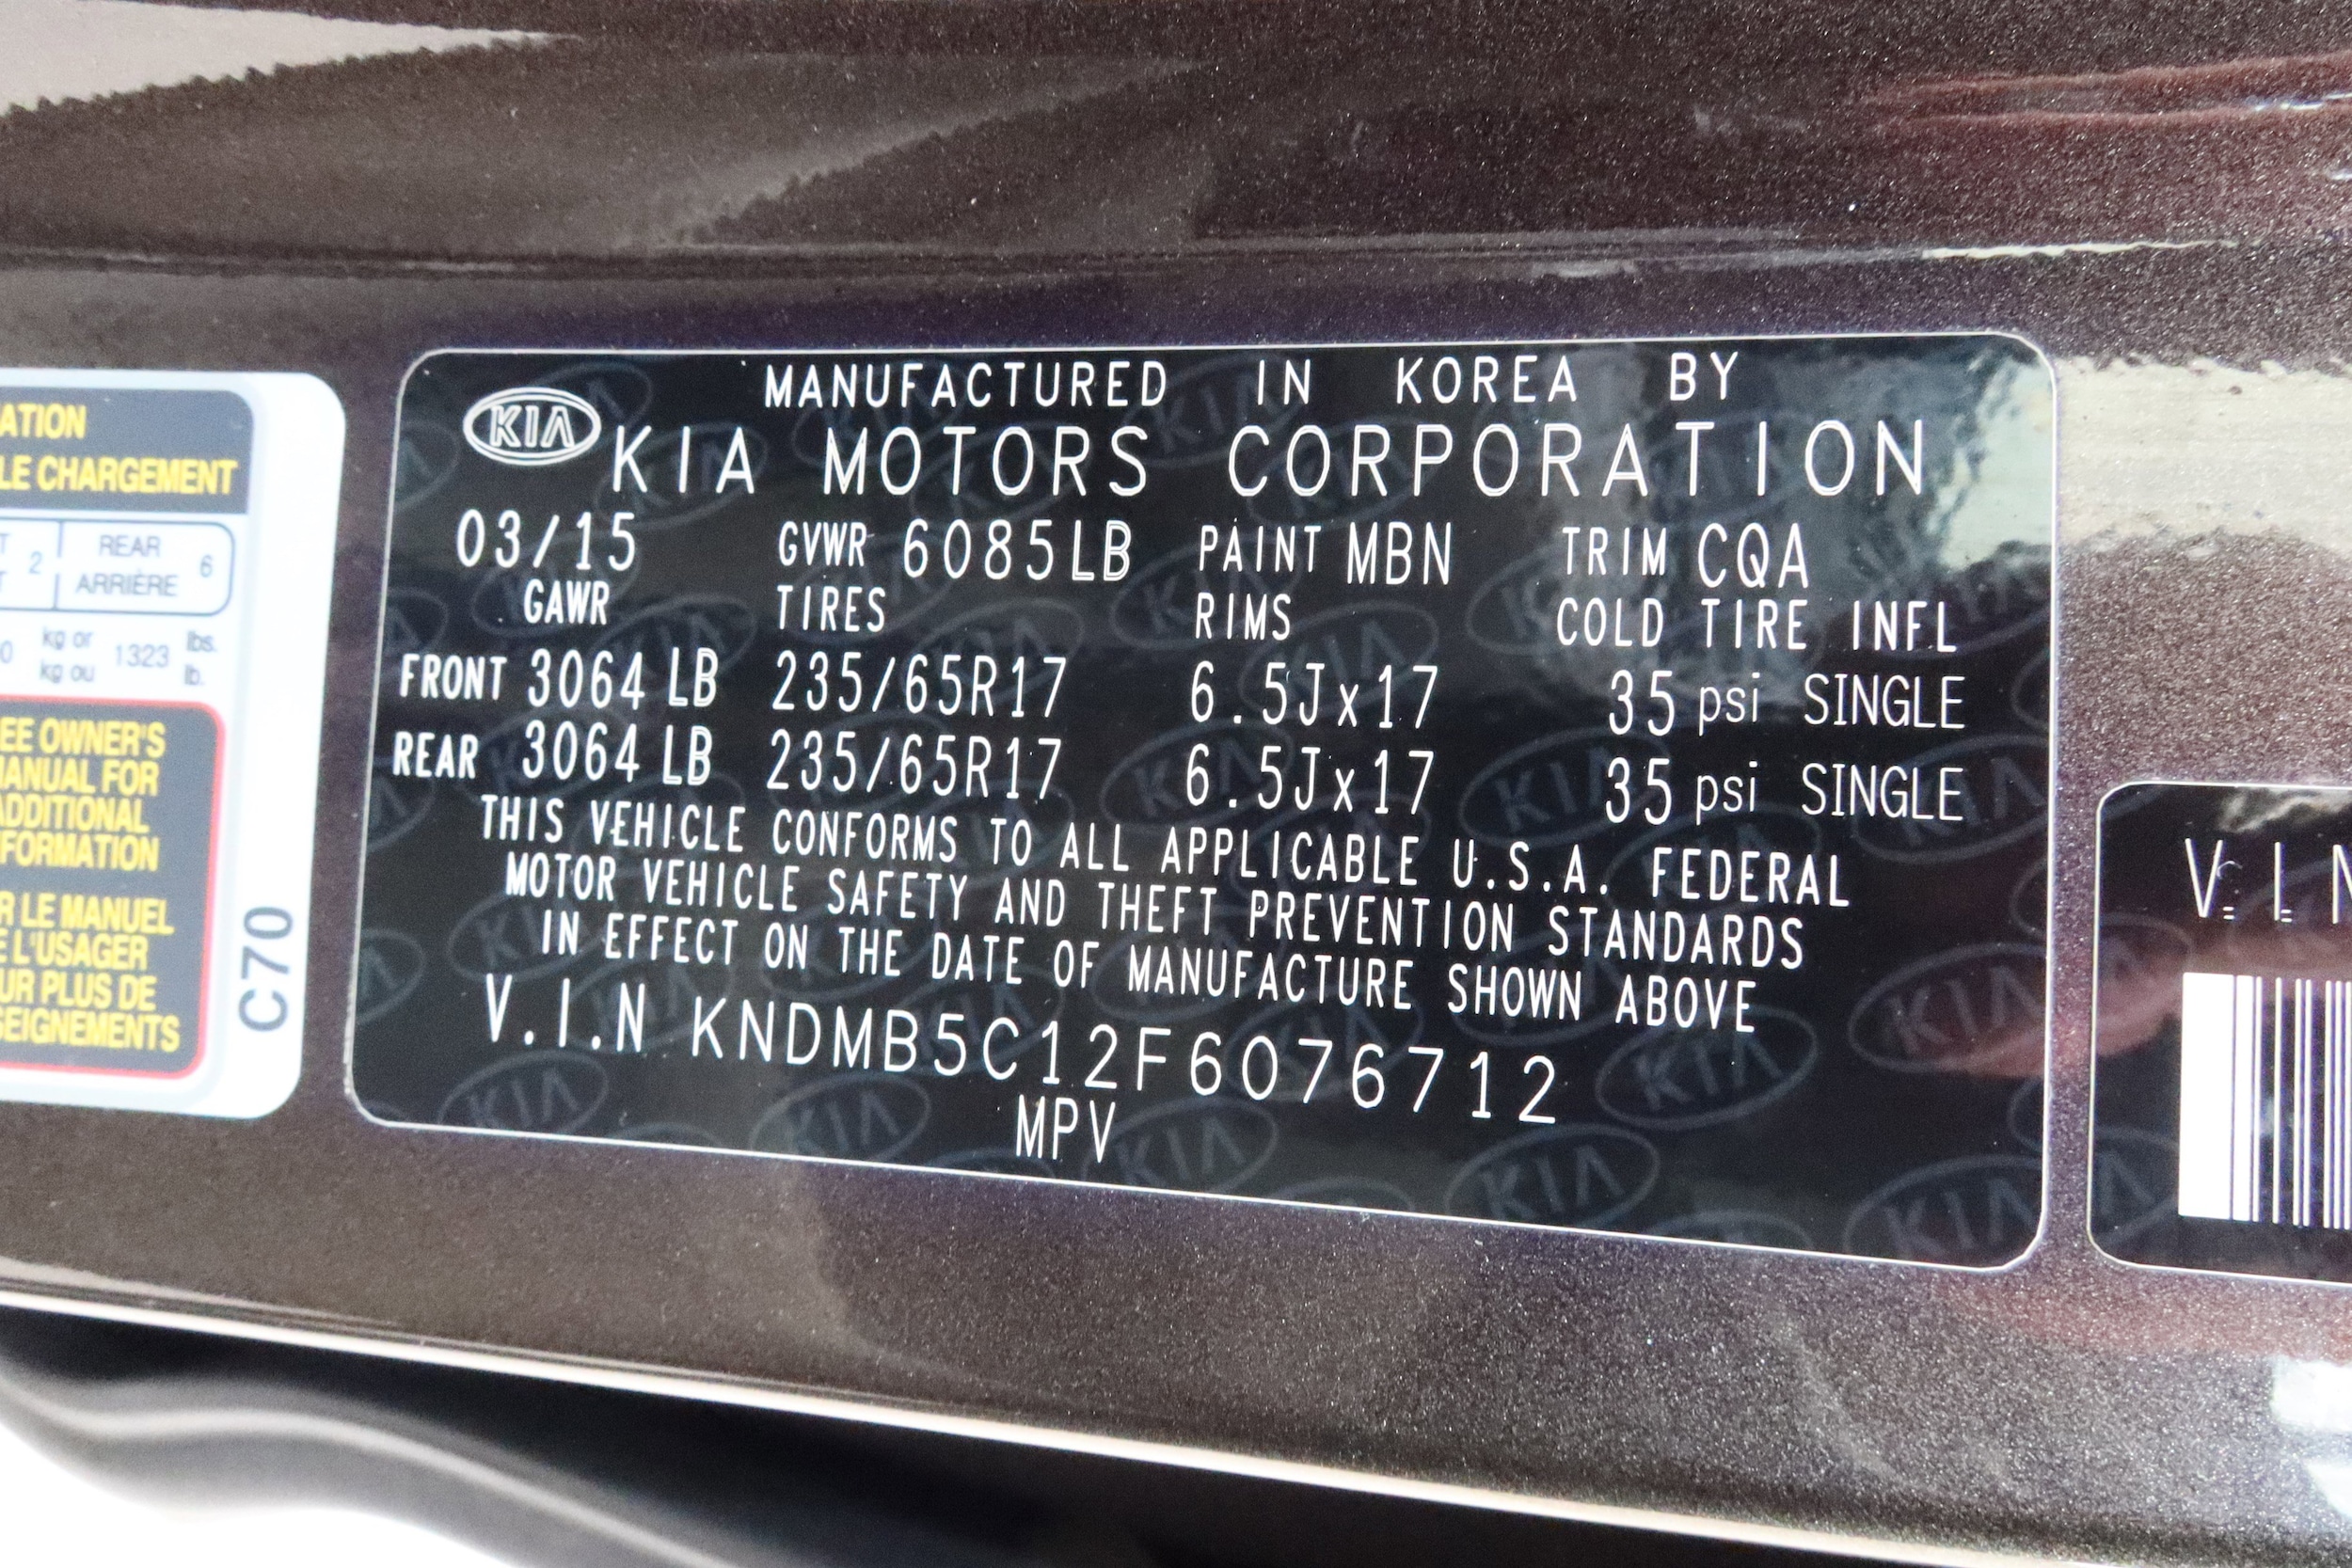 ATION
LE CHARGEMENT
2 REAR 6
ARRIÈRE
kg or 1323 lbs.
kg ou lb.
EE OWNER'S
MANUAL FOR
ADDITIONAL
FORMATION
R LE MANUEL
E L'USAGER
UR PLUS DE
SEIGNEMENTS
C70
MANUFACTURED IN KOREA BY
KIA KIA MOTORS CORPORATION
03/15 GVWR 6085LB PAINT MBN TRIM CQA
GAWR TIRES RIMS COLD TIRE INFL
FRONT 3064 LB 235/65R17 6.5Jx17 35 psi SINGLE
REAR 3064 LB 235/65R17 6.5Jx17 35 psi SINGLE
THIS VEHICLE CONFORMS TO ALL APPLICABLE U.S.A. FEDERAL
MOTOR VEHICLE SAFETY AND THEFT PREVENTION STANDARDS
IN EFFECT ON THE DATE OF MANUFACTURE SHOWN ABOVE
V.I.N KNDMB5C12F6076712
MPV
V.I.N